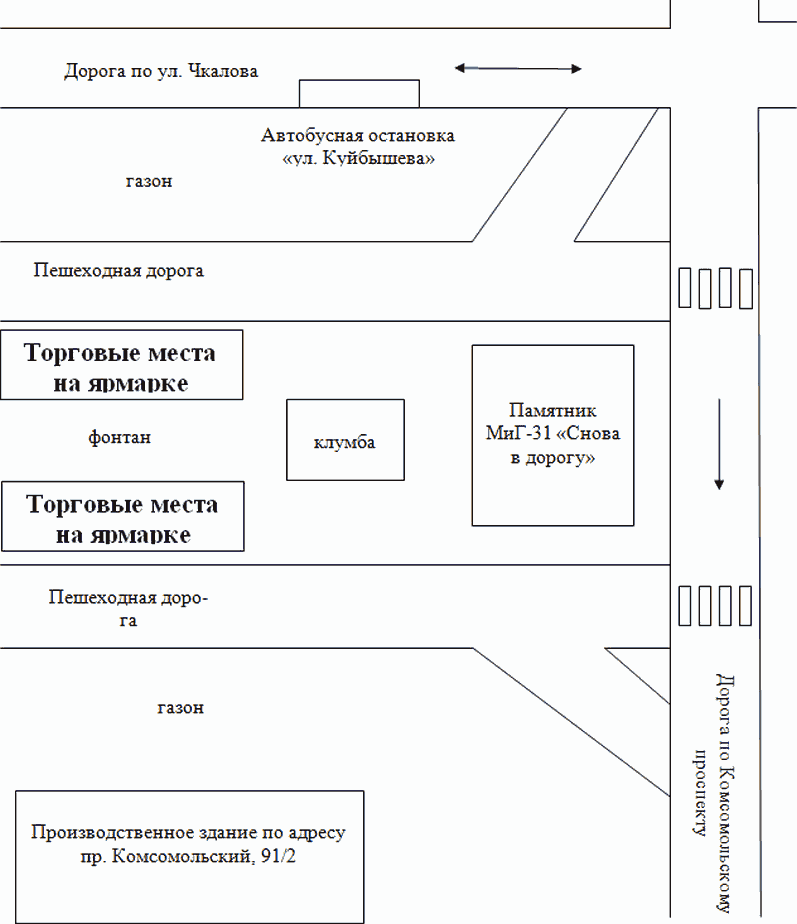 Дорога по ул. Чкалова
Автобусная остановка
«ул. Куйбышева»
газон
Пешеходная дорога
Торговые места
на ярмарке
фонтан
клумба
Памятник
МиГ-31 «Снова
в дорогу»
Торговые места
на ярмарке
Пешеходная доро-
га
газон
Дорога по Комсомольскому
проспекту
Производственное здание по адресу
пр. Комсомольский, 91/2